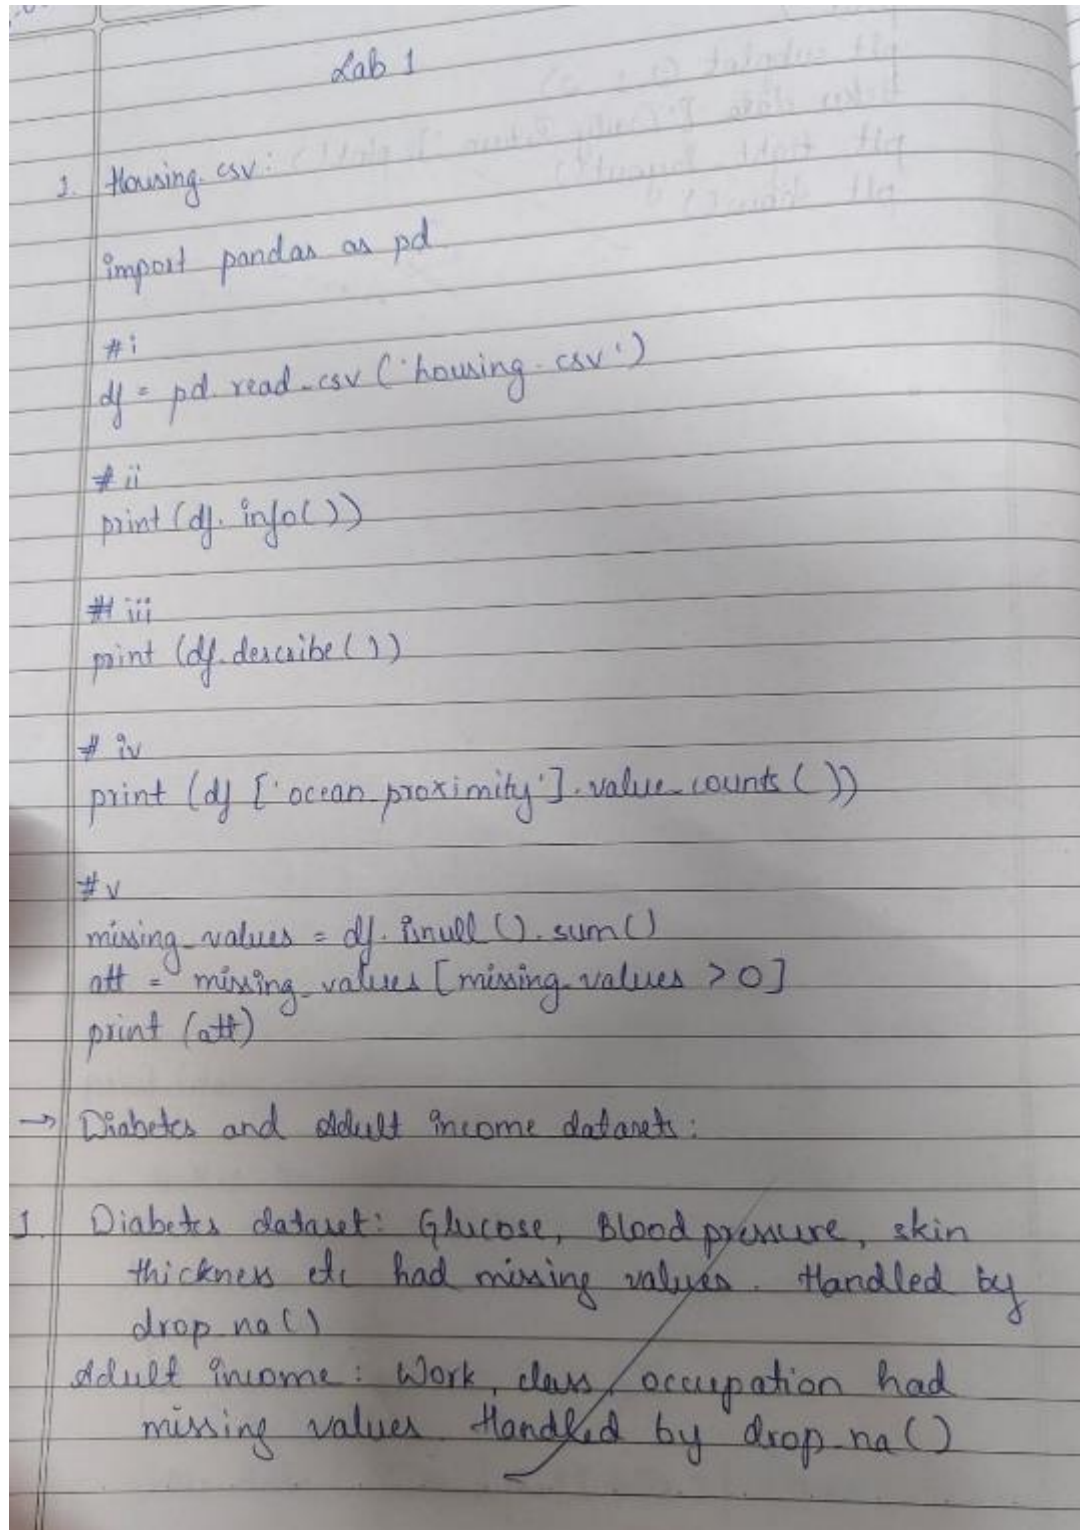 Lab 1
1. Housing.csv:
import pandas as pd
#i
df = pd.read_csv('housing.csv')
#ii
print(df.info())
#iii
print(df.describe())
#iv
print(df['ocean_proximity'].value_counts())
#v
missing_values = df.isnull().sum()
att = missing_values[missing_values > 0]
print(att)
→ Diabetes and Adult income datasets:
1. Diabetes dataset: Glucose, Blood pressure, skin
thickness etc had missing values. Handled by
drop_na()
Adult income: Work, class, occupation had
missing values. Handled by drop_na()